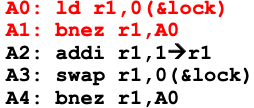 A0: ld r1,0(&lock)
A1: bnez r1,A0
A2: addi r1,1→r1
A3: swap r1,0(&lock)
A4: bnez r1,A0